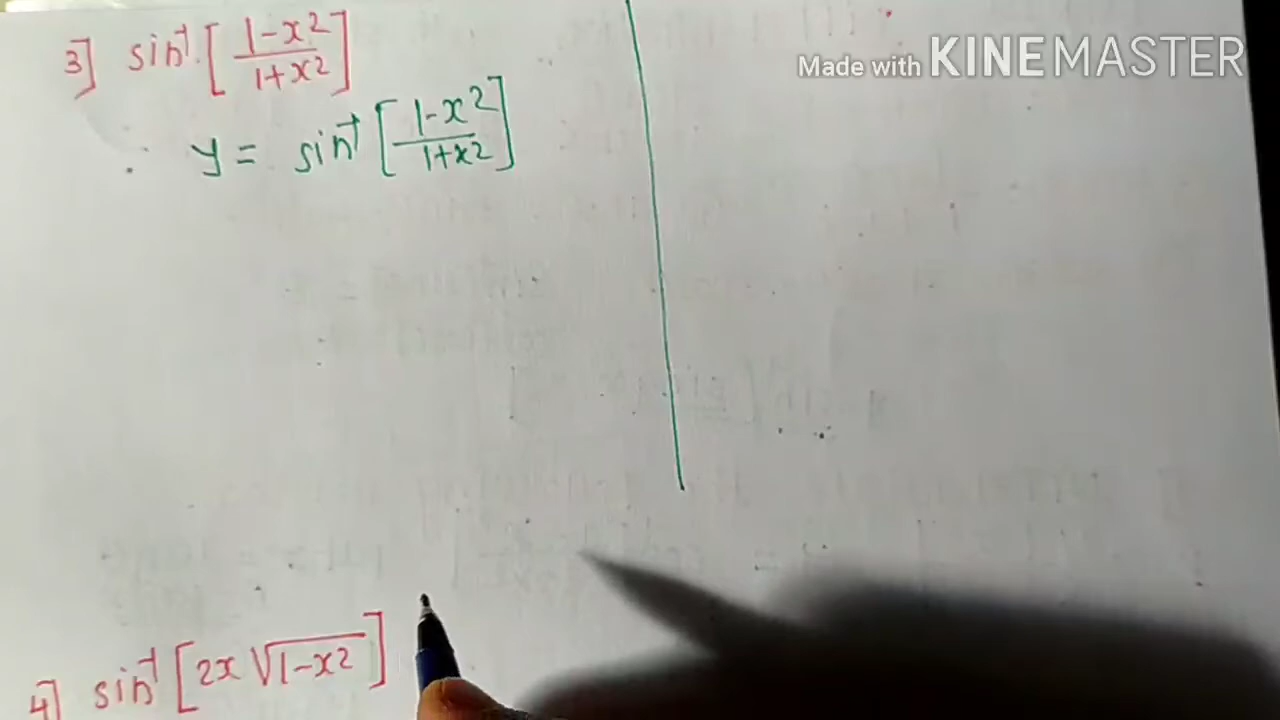 3] sin⁻¹ [ (1-x²)/(1+x²) ]
∴ y = sin⁻¹ [ (1-x²)/(1+x²) ]
4] sin⁻¹ [ 2x √(1-x²) ]
Made with KINEMASTER